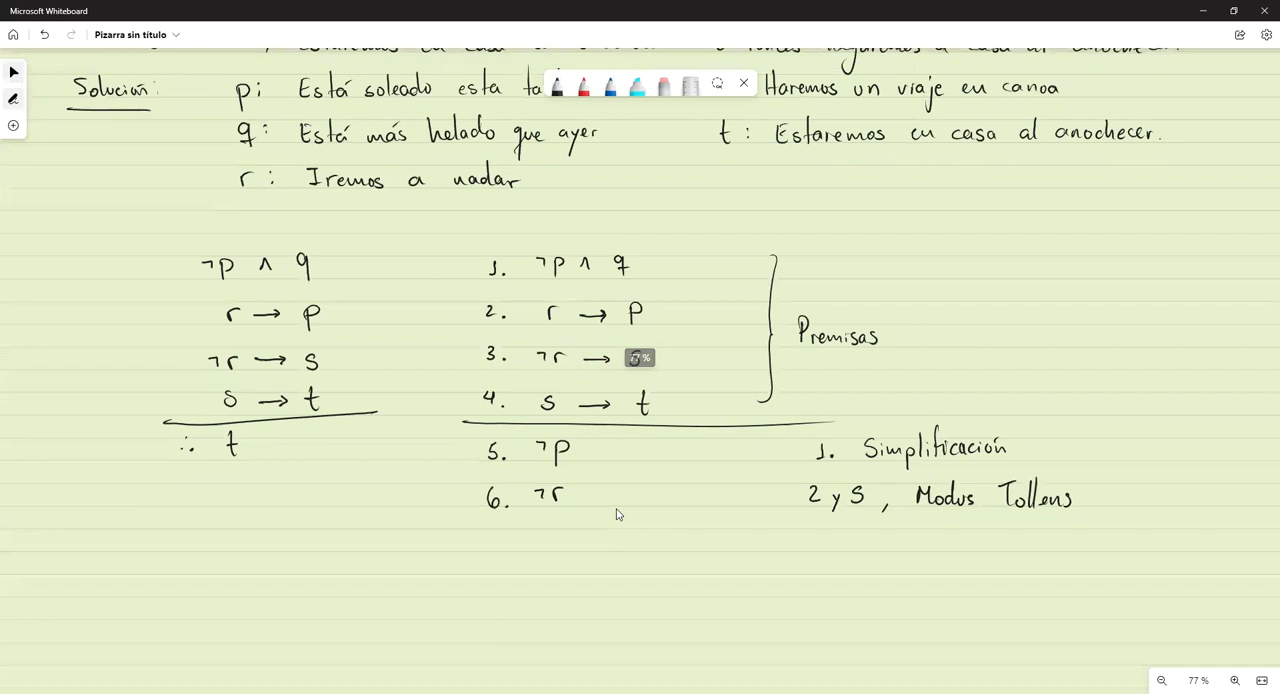 Microsoft Whiteboard
Pizarra sin título
Solución:
p: Está soleado esta
Haremos un viaje en canoa
q: Está más helado que ayer
t: Estaremos en casa al anochecer.
r: Iremos a nadar
¬p ∧ q
r → p
¬r → s
s → t
∴ t
1. ¬p ∧ q
2. r → p
3. ¬r → s
77 %
4. s → t
Premisas
5. ¬p
1. Simplificación
6. ¬r
2 y 5, Modus Tollens
77 %